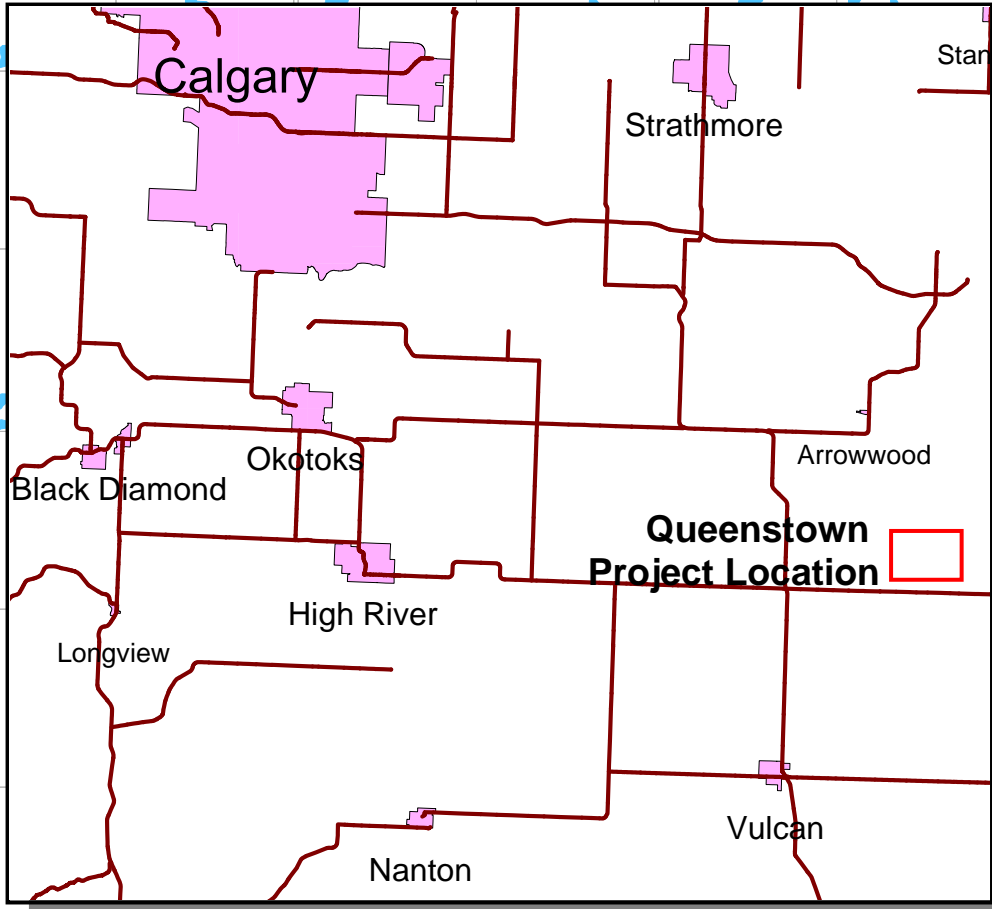 Stan
Calgary
Strathmore
Okotoks
Arrowwood
Black Diamond
Queenstown
Project Location
High River
Longview
Vulcan
Nanton